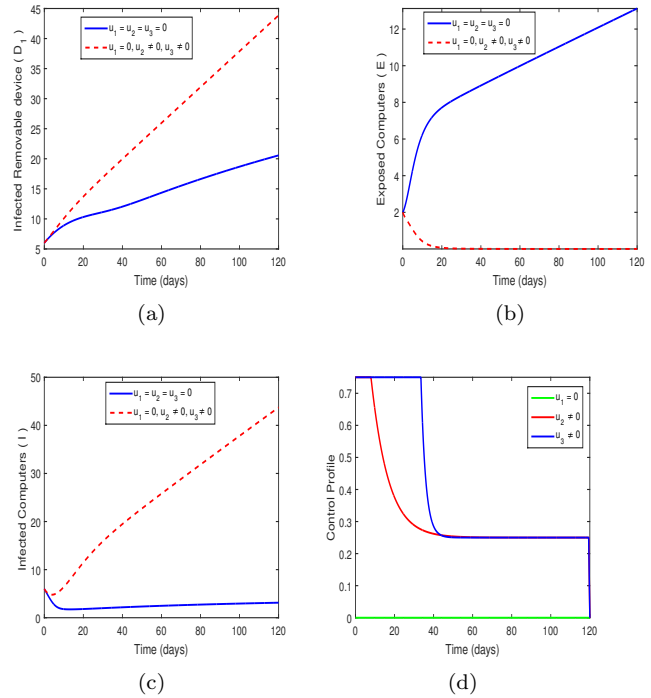 45
40
35
30
25
20
15
10
5
0 20 40 60 80 100 120
Infected Removable device ( D₁ )
Time (days)
u₁ = u₂ = u₃ = 0
u₁ = 0, u₂ ≠ 0, u₃ ≠ 0
(a)
12
10
8
6
4
2
0 20 40 60 80 100 120
Exposed Computers ( E )
Time (days)
u₁ = u₂ = u₃ = 0
u₁ = 0, u₂ ≠ 0, u₃ ≠ 0
(b)
50
40
30
20
10
0
0 20 40 60 80 100 120
Infected Computers ( I )
Time (days)
u₁ = u₂ = u₃ = 0
u₁ = 0, u₂ ≠ 0, u₃ ≠ 0
(c)
0.7
0.6
0.5
0.4
0.3
0.2
0.1
0
0 20 40 60 80 100 120
Control Profile
Time (days)
u₁ = 0
u₂ ≠ 0
u₃ ≠ 0
(d)